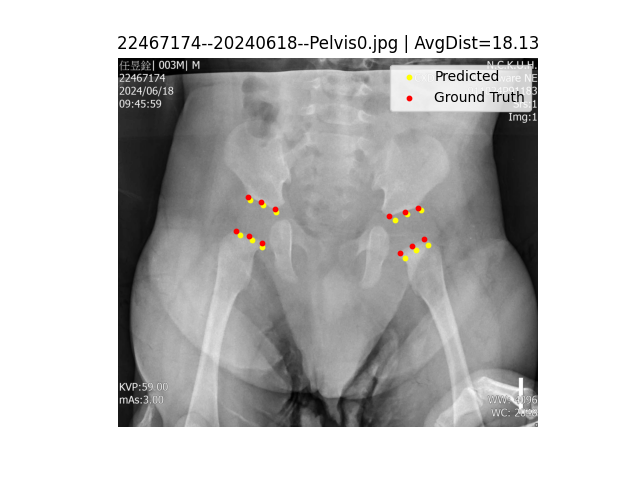 22467174--20240618--Pelvis0.jpg | AvgDist=18.13
任昱銓| 003M| M
22467174
2024/06/18
09:45:59
N.C.K.U.H.
Predicted
Ground Truth
Img:1
KVP:59.00
mAs:3.00